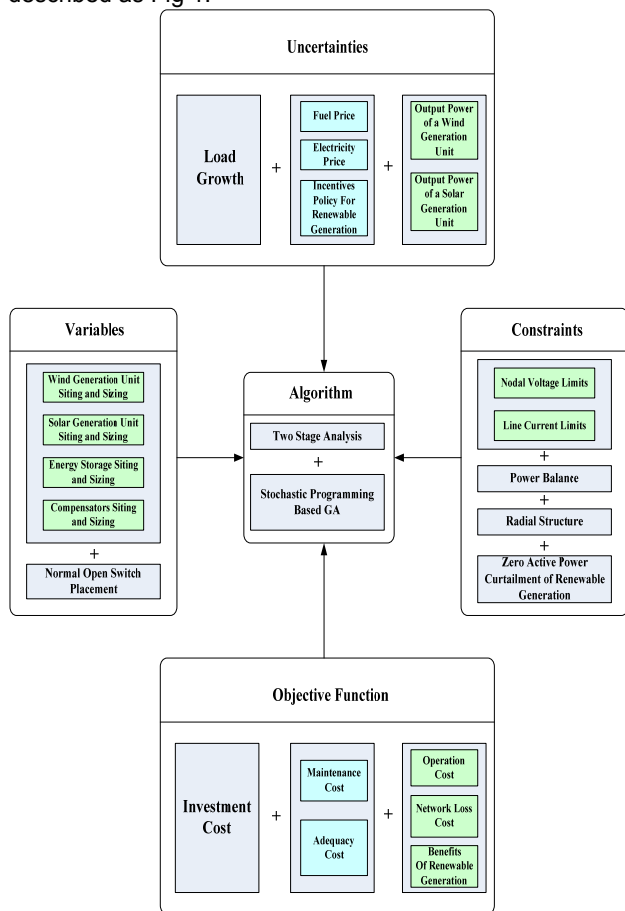 described as Fig 1.
Uncertainties
Load
Growth
+
Fuel Price
Electricity
Price
Incentives
Policy For
Renewable
Generation
+
Output Power
of a Wind
Generation
Unit
Output Power
of a Solar
Generation
Unit
Variables
Wind Generation Unit
Siting and Sizing
Solar Generation Unit
Siting and Sizing
Energy Storage Siting
and Sizing
Compensators Siting
and Sizing
+
Normal Open Switch
Placement
Algorithm
Two Stage Analysis
+
Stochastic Programming
Based GA
Constraints
Nodal Voltage Limits
Line Current Limits
+
Power Balance
+
Radial Structure
+
Zero Active Power
Curtailment of Renewable
Generation
Objective Function
Investment
Cost
+
Maintenance
Cost
Adequacy
Cost
+
Operation
Cost
Network Loss
Cost
Benefits
Of Renewable
Generation